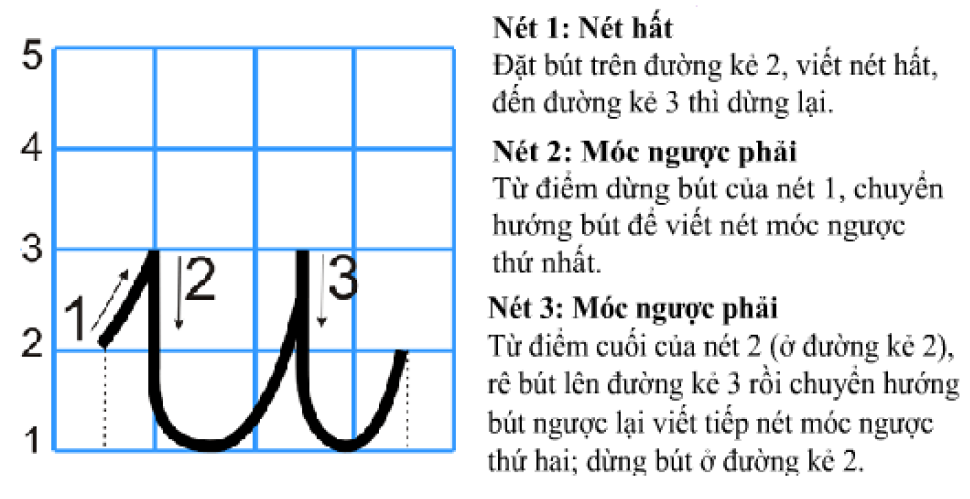 5
4
3
2
1
1
2
3
Nét 1: Nét hất
Đặt bút trên đường kẻ 2, viết nét hất,
đến đường kẻ 3 thì dừng lại.
Nét 2: Móc ngược phải
Từ điểm dừng bút của nét 1, chuyển
hướng bút để viết nét móc ngược
thứ nhất.
Nét 3: Móc ngược phải
Từ điểm cuối của nét 2 (ở đường kẻ 2),
rê bút lên đường kẻ 3 rồi chuyển hướng
bút ngược lại viết tiếp nét móc ngược
thứ hai; dừng bút ở đường kẻ 2.